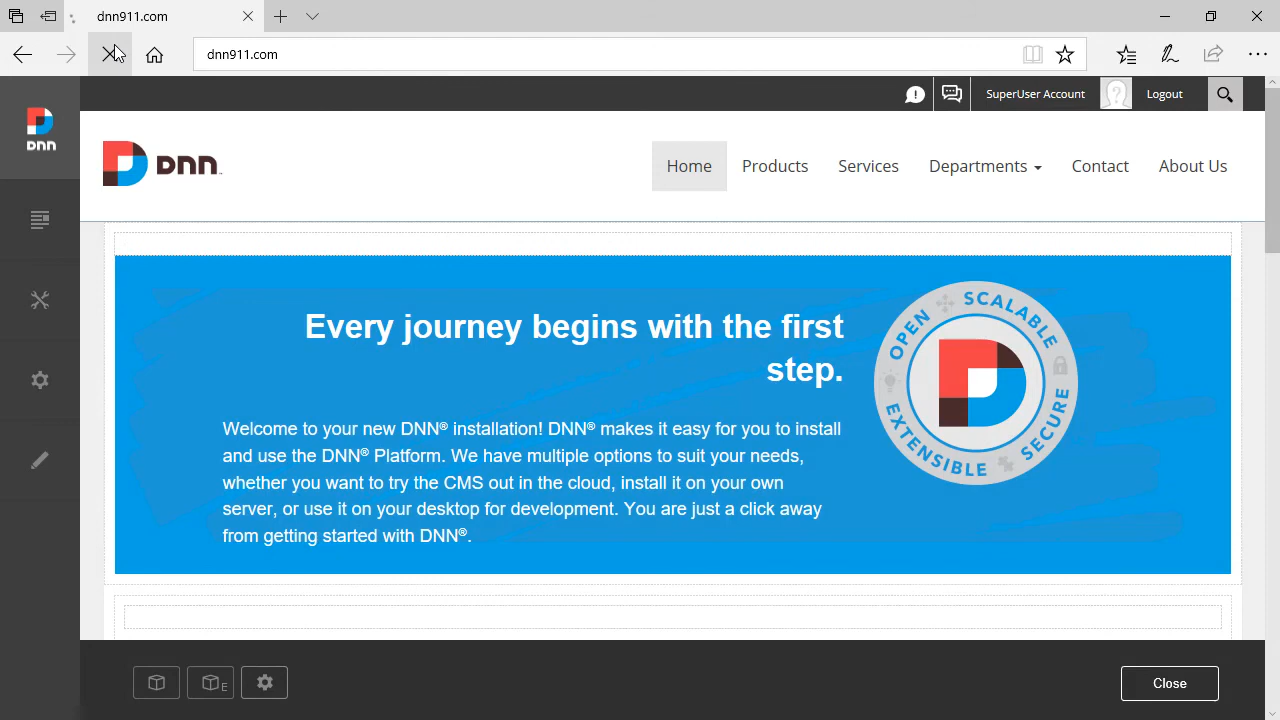 dnn911.com
dnn911.com
DNN
SuperUser Account
Logout
DNN
Home
Products
Services
Departments
Contact
About Us
Every journey begins with the first
step.
Welcome to your new DNN® installation! DNN® makes it easy for you to install
and use the DNN® Platform. We have multiple options to suit your needs,
whether you want to try the CMS out in the cloud, install it on your own
server, or use it on your desktop for development. You are just a click away
from getting started with DNN®.
OPEN
SCALABLE
EXTENSIBLE
SECURE
E
Close